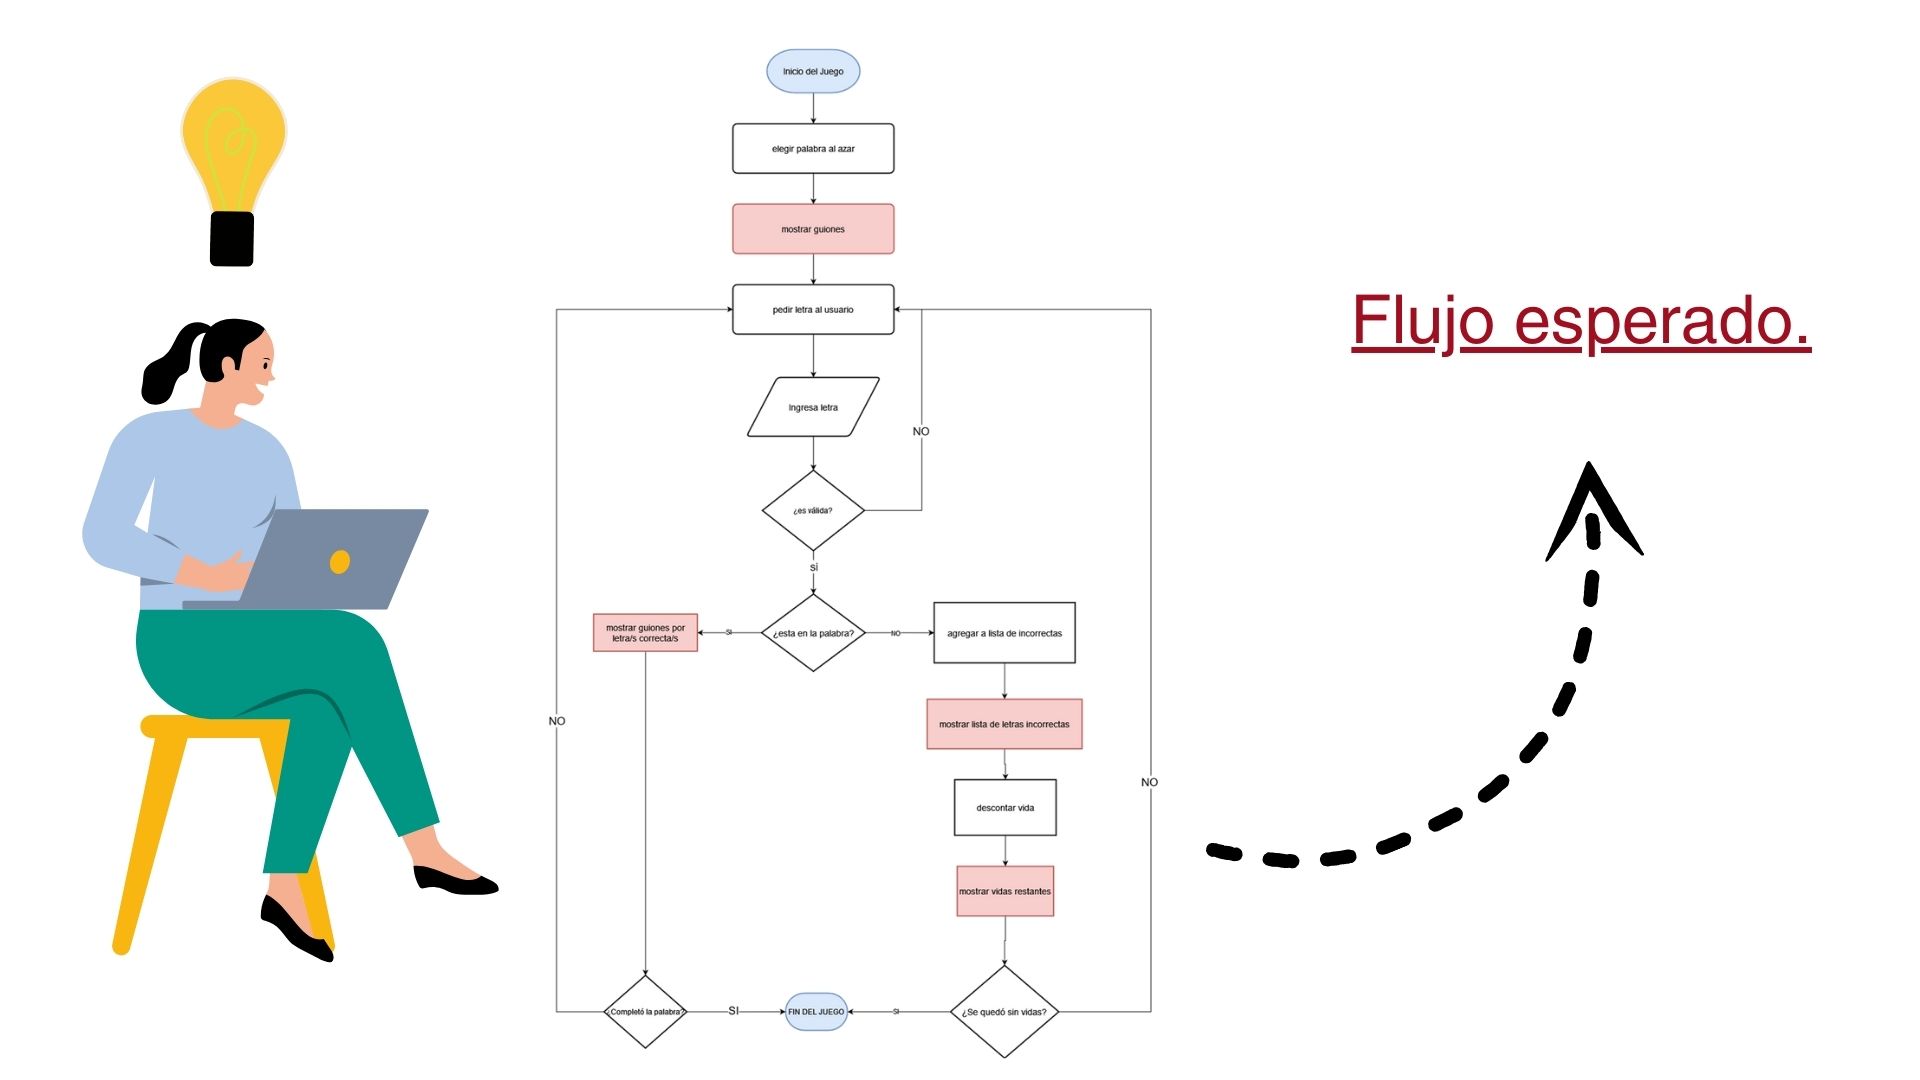 Inicio del Juego
elegir palabra al azar
mostrar guiones
pedir letra al usuario
Ingresa letra
NO
¿es válida?
si
mostrar guiones por
letra/s correcta/s
SI
¿esta en la palabra?
NO
agregar a lista de incorrectas
mostrar lista de letras incorrectas
NO
descontar vida
NO
mostrar vidas restantes
¿Completó la palabra?
SI
FIN DEL JUEGO
SI
¿Se quedó sin vidas?
Flujo esperado.